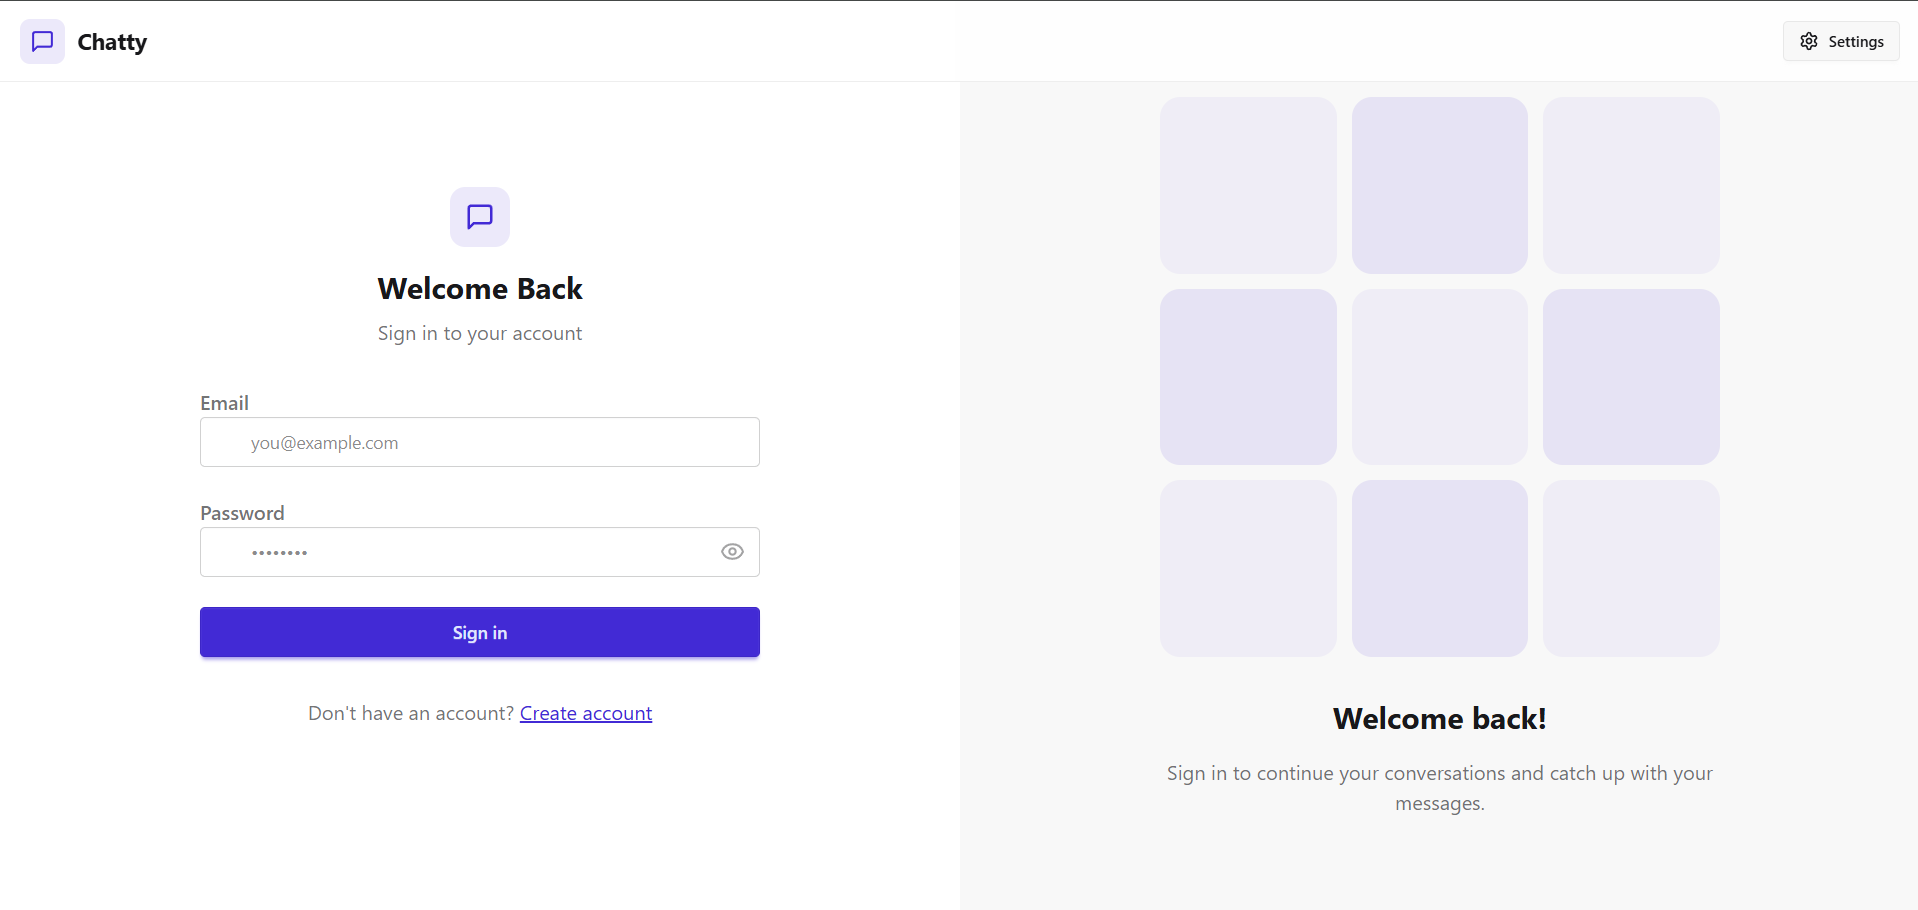 Chatty
Settings
Welcome Back
Sign in to your account
Email
you@example.com
Password
••••••••
Sign in
Don't have an account? Create account
Welcome back!
Sign in to continue your conversations and catch up with your
messages.